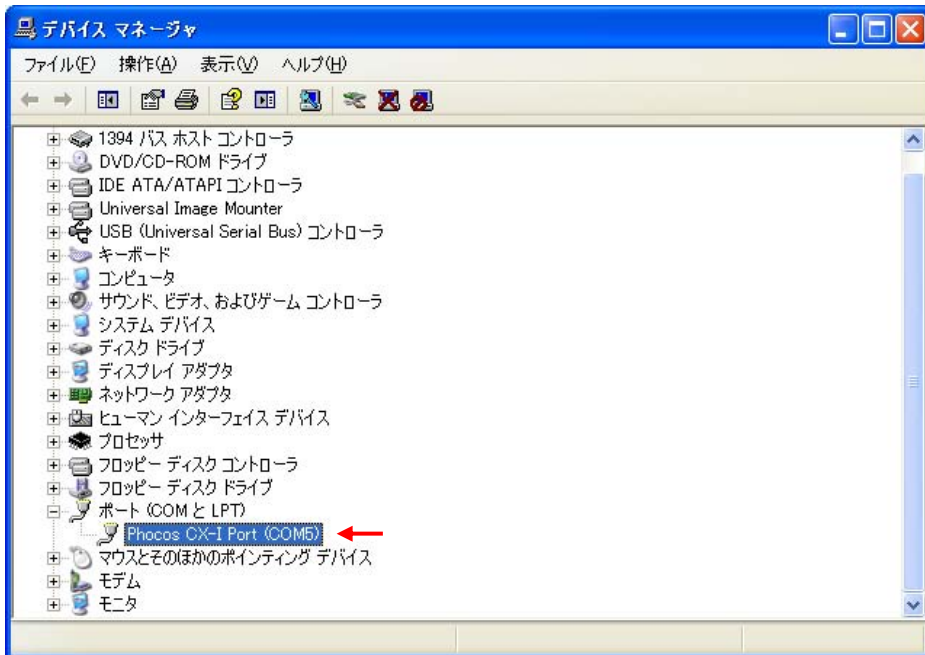 デバイス マネージャ
ファイル(F) 操作(A) 表示(V) ヘルプ(H)
1394 バス ホスト コントローラ
DVD/CD-ROM ドライブ
IDE ATA/ATAPI コントローラ
Universal Image Mounter
USB (Universal Serial Bus) コントローラ
キーボード
コンピュータ
サウンド、ビデオ、およびゲーム コントローラ
システム デバイス
ディスク ドライブ
ディスプレイ アダプタ
ネットワーク アダプタ
ヒューマン インターフェイス デバイス
プロセッサ
フロッピー ディスク コントローラ
フロッピー ディスク ドライブ
ポート (COM と LPT)
Phocos CX-I Port (COM5)
マウスとそのほかのポインティング デバイス
モデム
モニタ